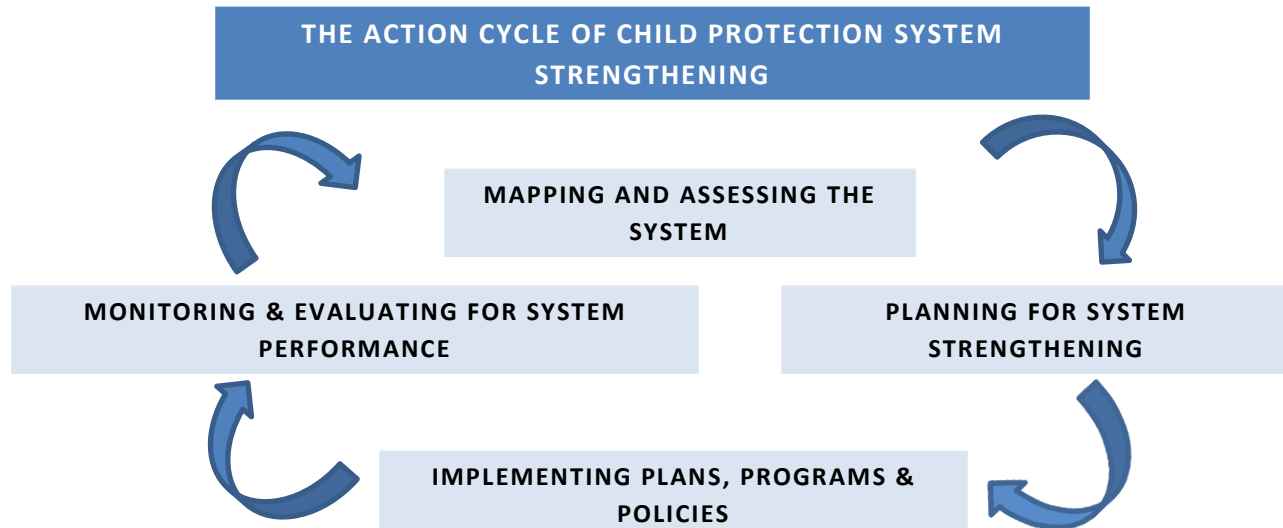 THE ACTION CYCLE OF CHILD PROTECTION SYSTEM
STRENGTHENING
MAPPING AND ASSESSING THE
SYSTEM
MONITORING & EVALUATING FOR SYSTEM
PERFORMANCE
PLANNING FOR SYSTEM
STRENGTHENING
IMPLEMENTING PLANS, PROGRAMS &
POLICIES